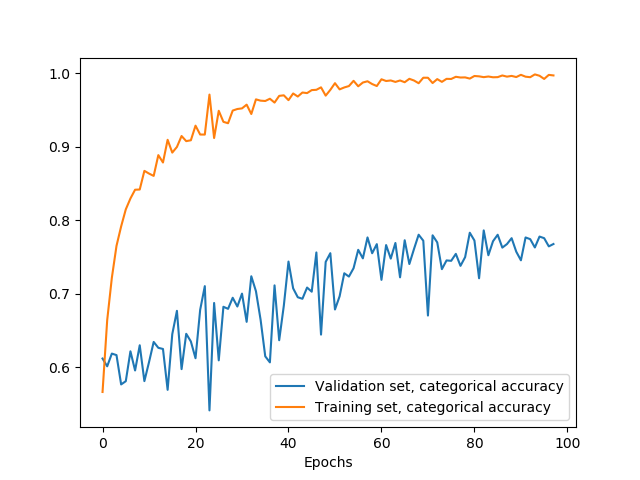 1.0
0.9
0.8
0.7
0.6
Validation set, categorical accuracy
Training set, categorical accuracy
0 20 40 60 80 100
Epochs